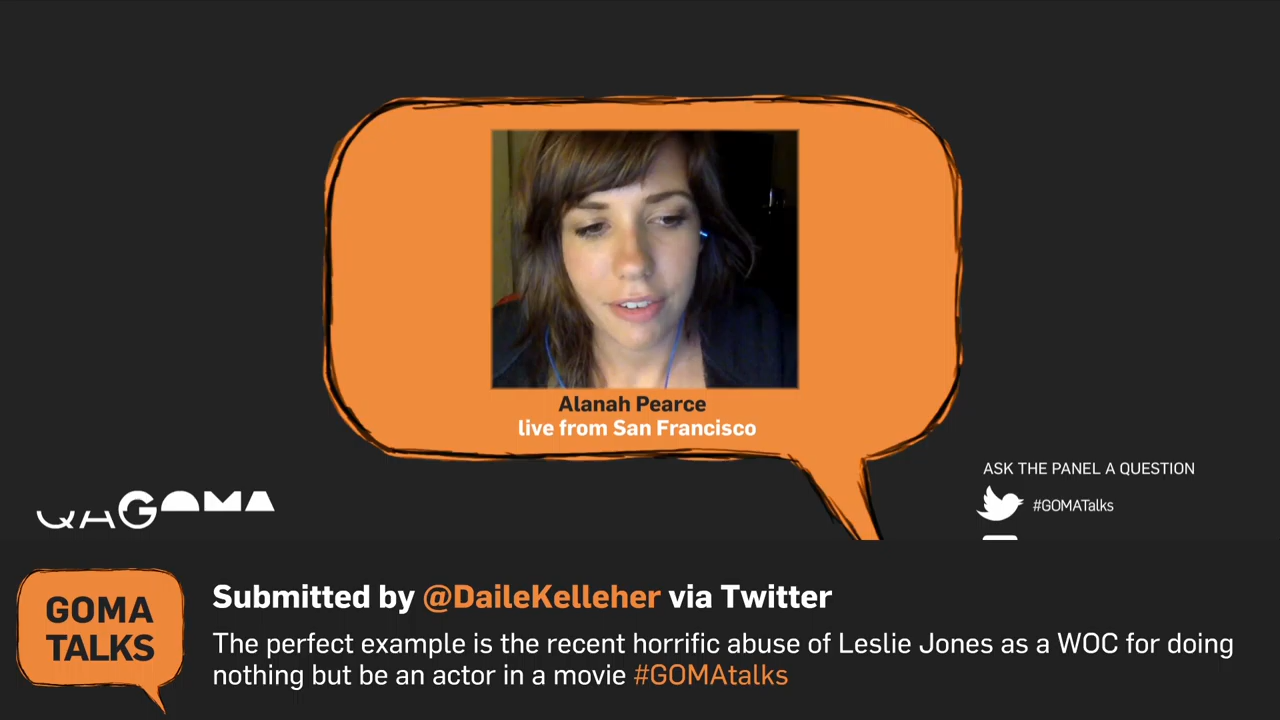 Alanah Pearce
live from San Francisco
ASK THE PANEL A QUESTION
#GOMATalks
QAGOMA
GOMA
TALKS
Submitted by @DaileKelleher via Twitter
The perfect example is the recent horrific abuse of Leslie Jones as a WOC for doing
nothing but be an actor in a movie #GOMAtalks